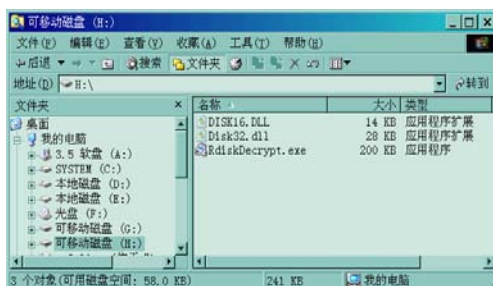 可移动磁盘 (H:)
文件(F) 编辑(E) 查看(V) 收藏(A) 工具(T) 帮助(H)
后退 搜索 文件夹
地址(D) H:\ 转到
文件夹 × 名称 大小 类型
桌面 DISK16.DLL 14 KB 应用程序扩展
我的电脑 Disk32.dll 28 KB 应用程序扩展
3.5 软盘 (A:) RdiskDecrypt.exe 200 KB 应用程序
SYSTEM (C:)
本地磁盘 (D:)
本地磁盘 (E:)
光盘 (F:)
可移动磁盘 (G:)
可移动磁盘 (H:)
3 个对象(可用磁盘空间: 58.0 KB) 241 KB 我的电脑